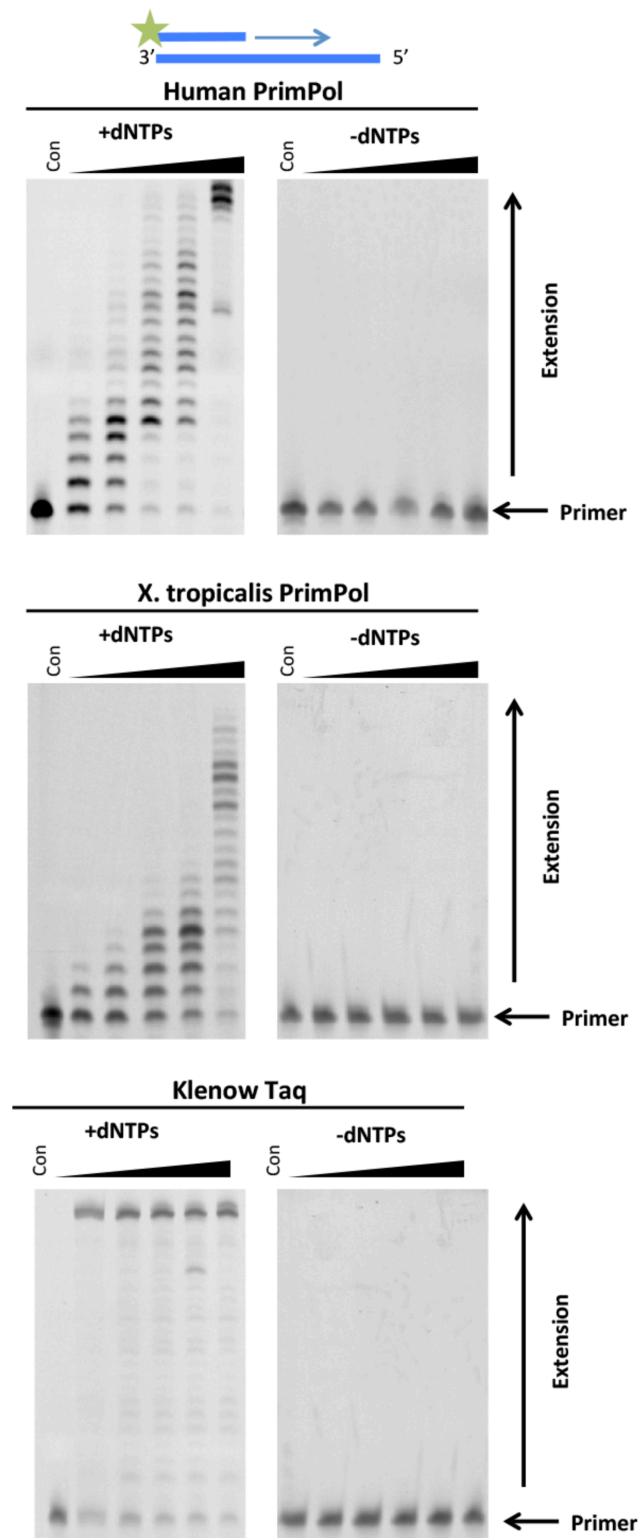 3' 5'
Human PrimPol
+dNTPs -dNTPs
Con Con
Extension
Primer
X. tropicalis PrimPol
+dNTPs -dNTPs
Con Con
Extension
Primer
Klenow Taq
+dNTPs -dNTPs
Con Con
Extension
Primer